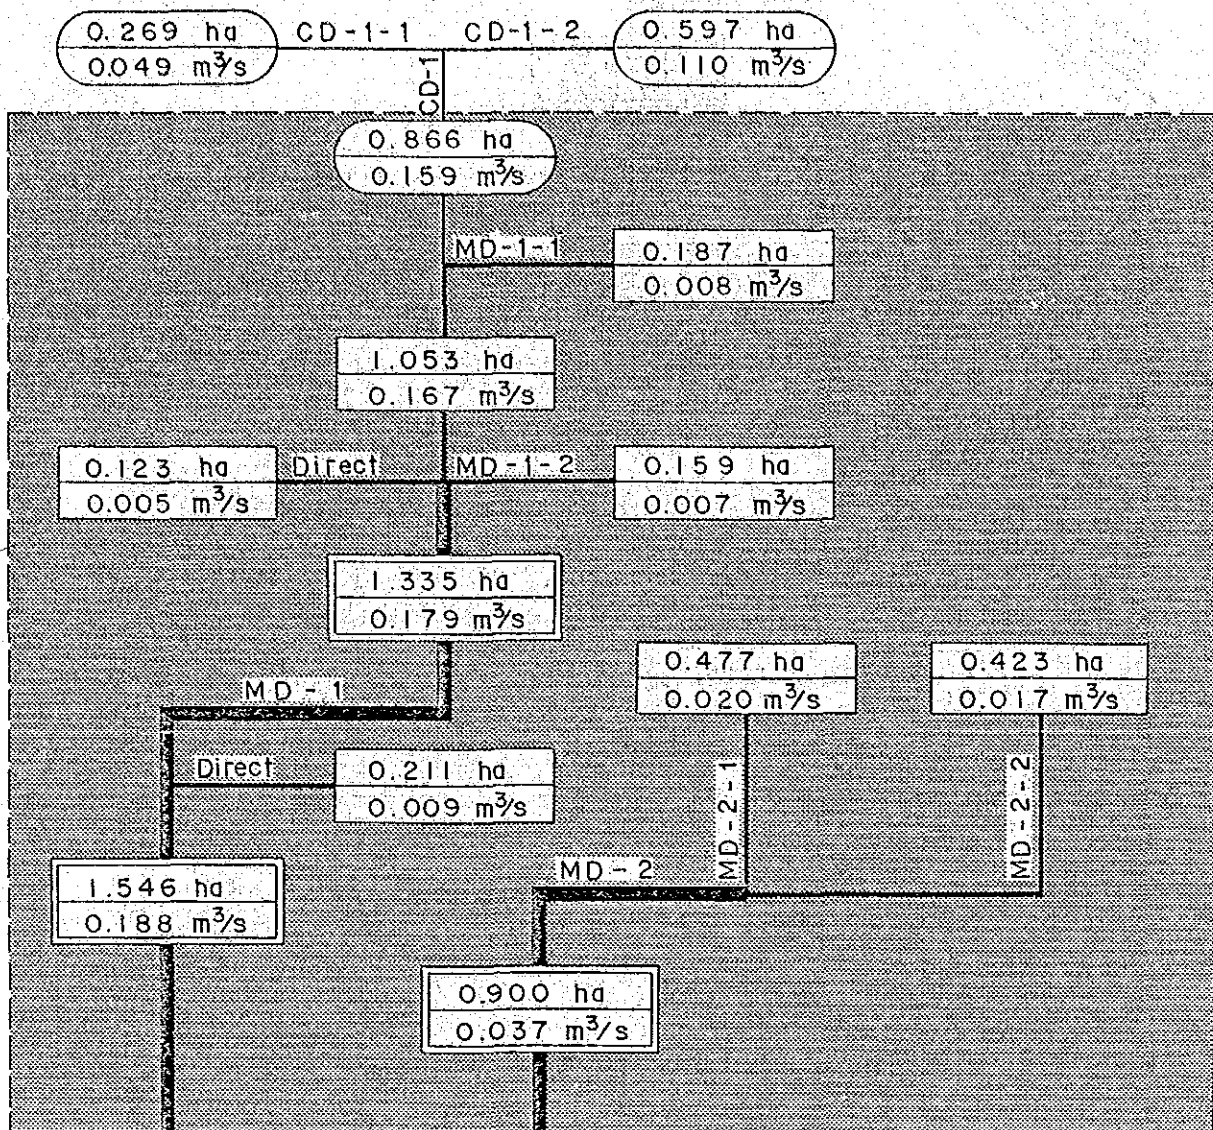 0.269 ha
CD-1-1
CD-1-2
0.597 ha
0.049 m³/s
0.110 m³/s
CD-1
0.866 ha
0.159 m³/s
MD-1-1
0.187 ha
0.008 m³/s
1.053 ha
0.167 m³/s
0.123 ha
Direct
MD-1-2
0.159 ha
0.005 m³/s
0.007 m³/s
1.335 ha
0.179 m³/s
0.477 ha
0.423 ha
0.020 m³/s
0.017 m³/s
MD-1
Direct
0.211 ha
0.009 m³/s
MD-2-1
MD-2-2
MD-2
1.546 ha
0.188 m³/s
0.900 ha
0.037 m³/s